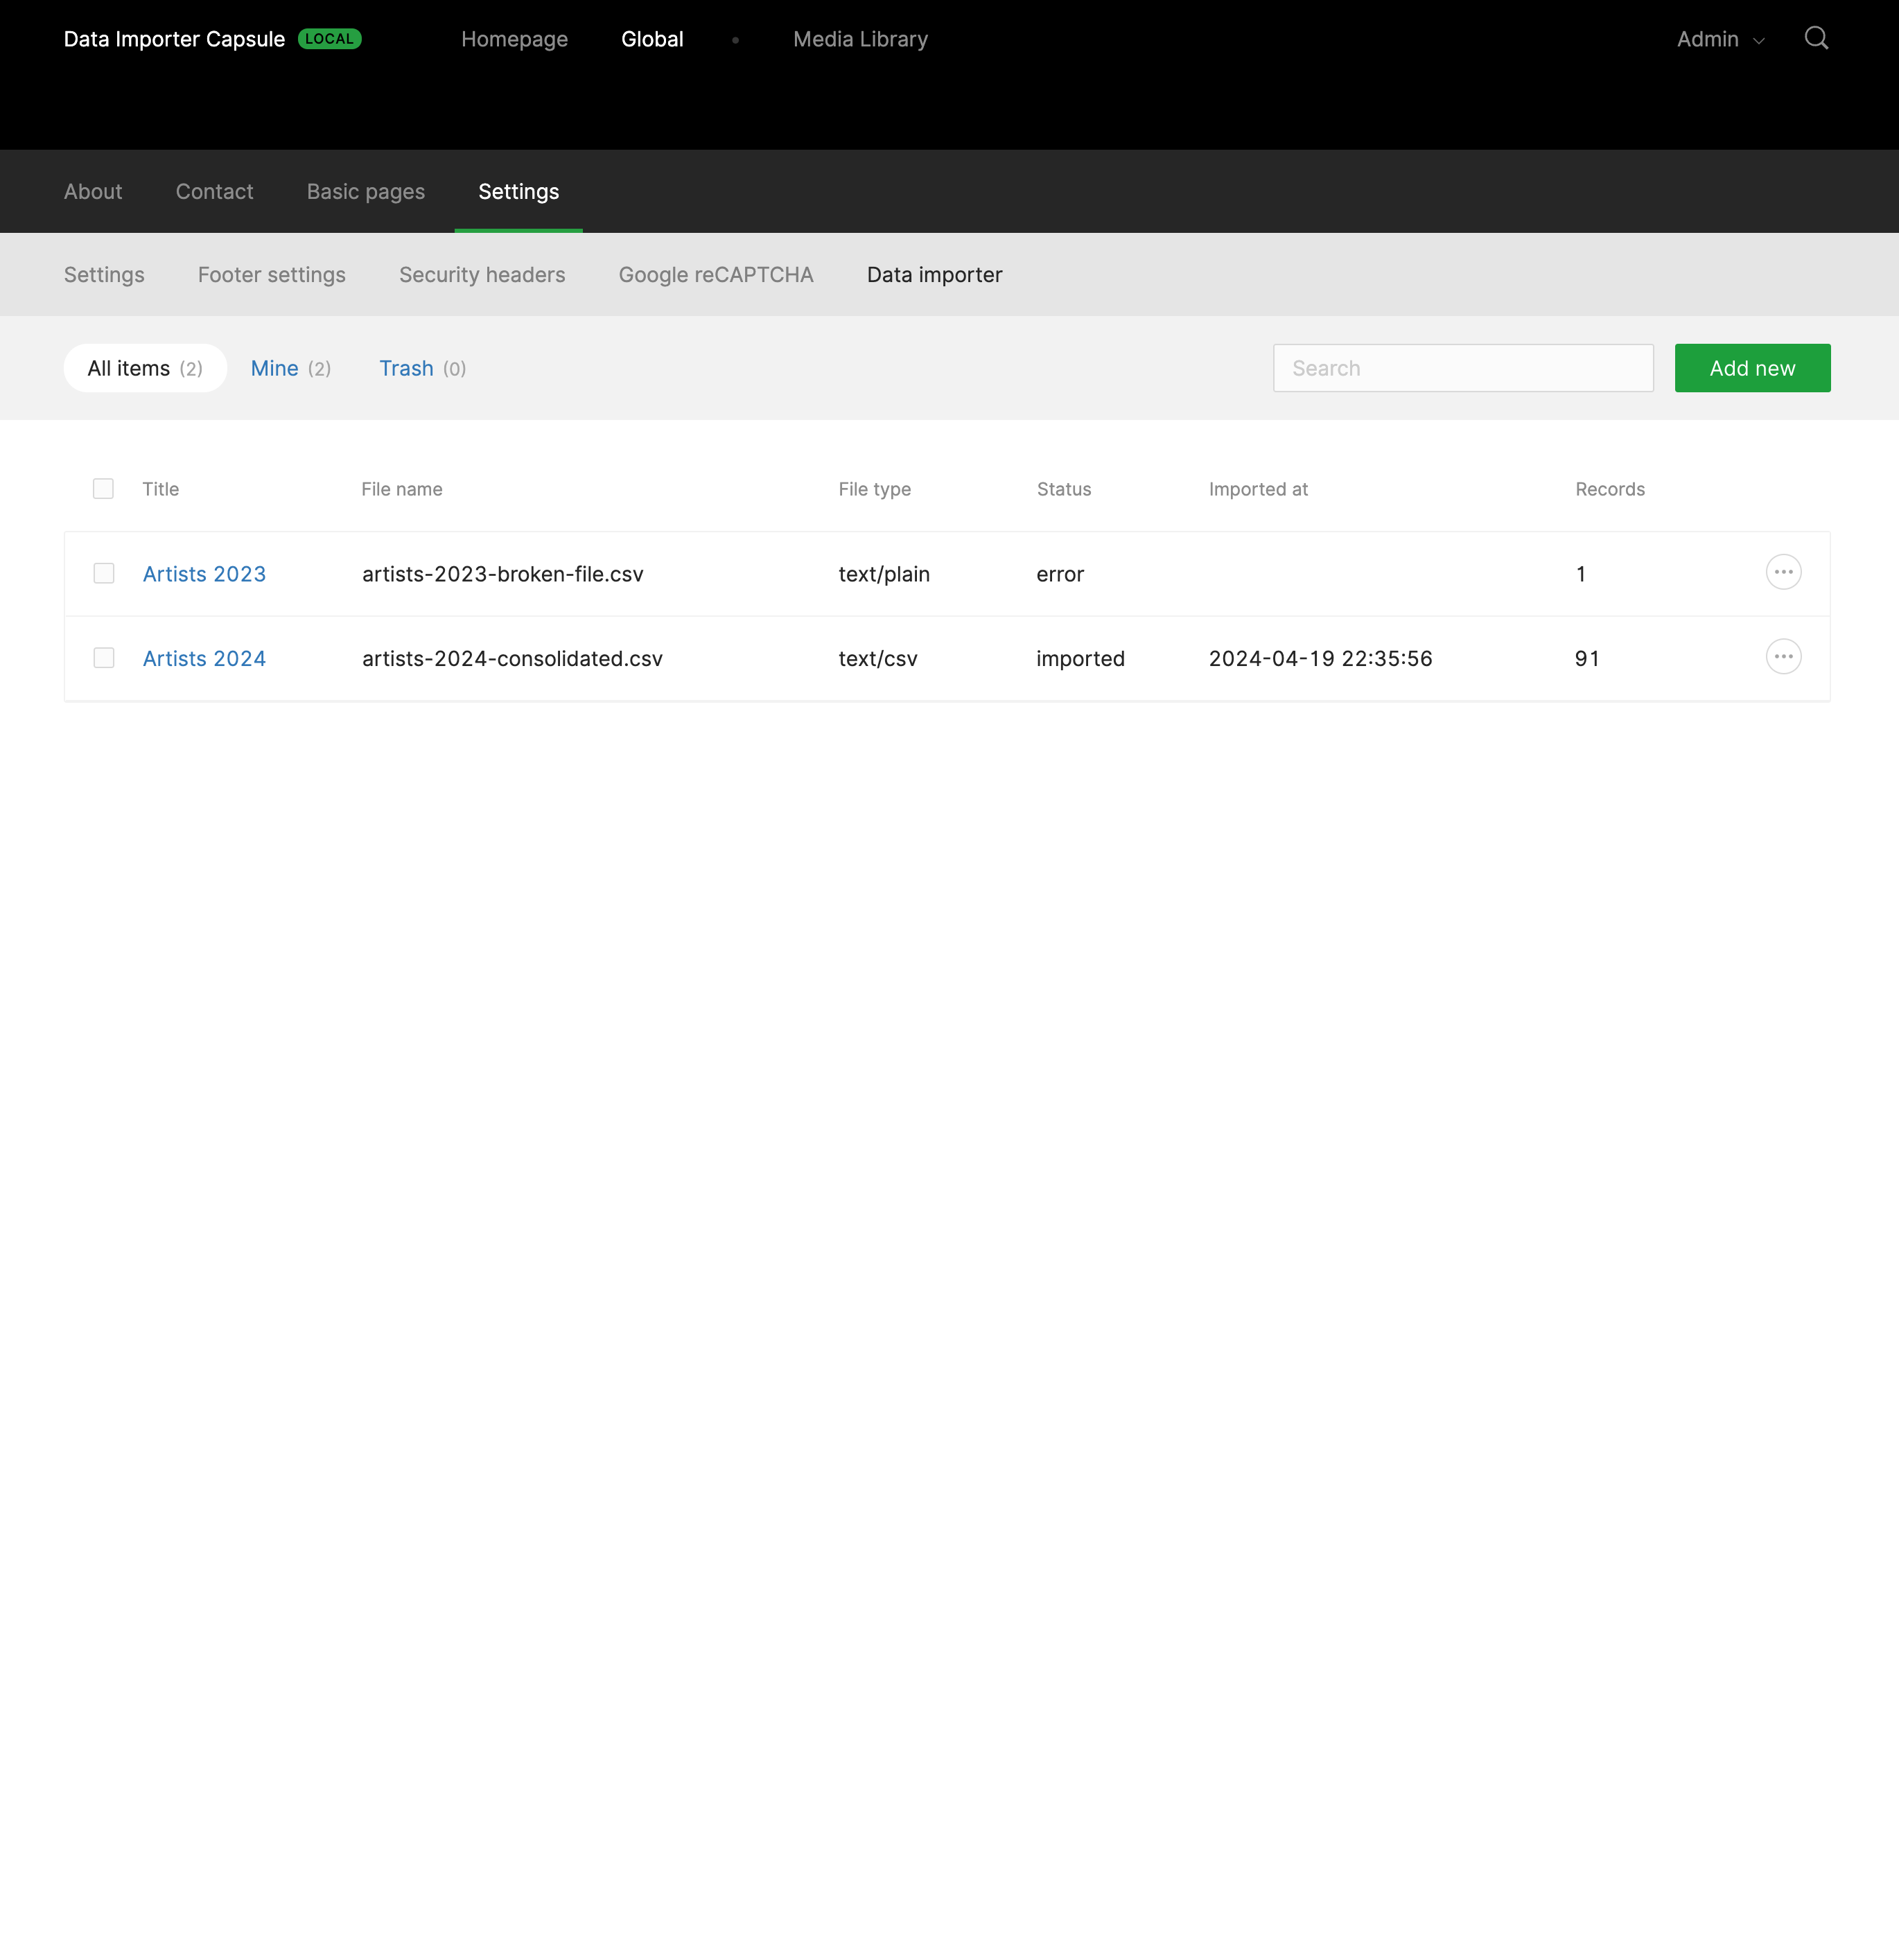 Data Importer Capsule LOCAL Homepage Global • Media Library Admin
About Contact Basic pages Settings
Settings Footer settings Security headers Google reCAPTCHA Data importer
All items (2) Mine (2) Trash (0) Search Add new
Title File name File type Status Imported at Records
Artists 2023 artists-2023-broken-file.csv text/plain error 1
Artists 2024 artists-2024-consolidated.csv text/csv imported 2024-04-19 22:35:56 91